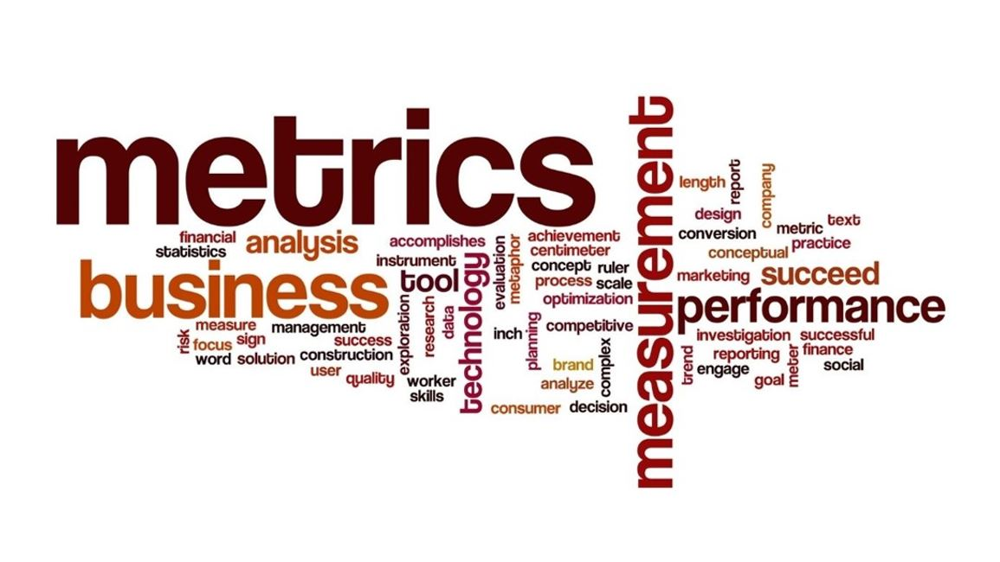 metrics
measurement
length
report
company
design
text
conversion
metric
practice
financial
analysis
accomplishes
achievement
statistics
centimeter
conceptual
instrument
evaluation
metaphor
concept
ruler
business
tool
process
scale
marketing
succeed
technology
optimization
performance
exploration
research
data
measure
management
inch
planning
competitive
investigation
successful
risk
focus
sign
success
word
solution
construction
brand
complex
trend
reporting
meter
finance
user
quality
worker
analyze
engage
goal
social
skills
consumer
decision